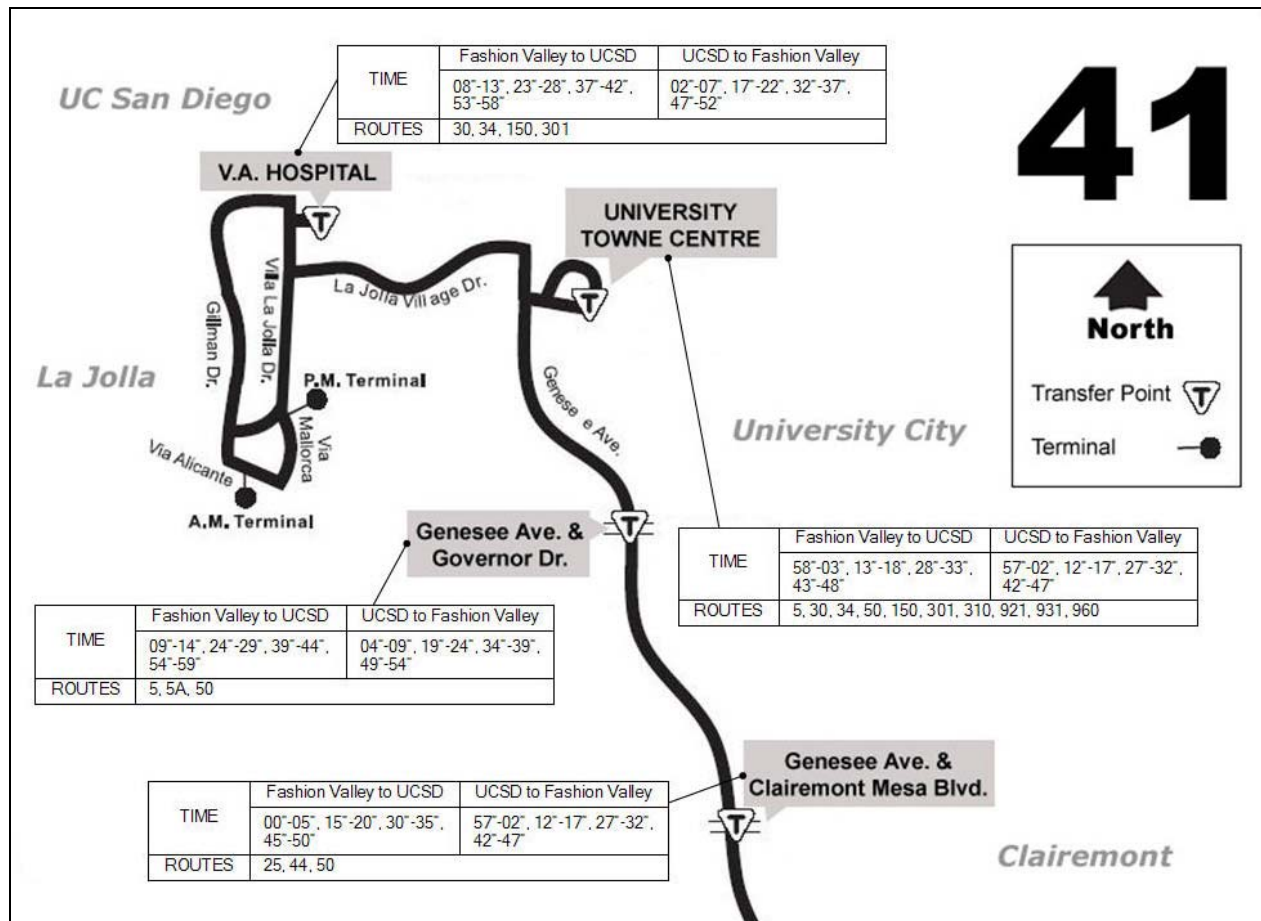 41
UC San Diego
TIME
Fashion Valley to UCSD
UCSD to Fashion Valley
08"-13", 23"-28", 37"-42",
53"-58"
02"-07", 17"-22", 32"-37",
47"-52"
ROUTES
30, 34, 150, 301
V.A. HOSPITAL
T
UNIVERSITY
TOWNE CENTRE
T
La Jolla Village Dr.
Villa La Jolla Dr.
Gillman Dr.
La Jolla
P.M. Terminal
Via
Mallorca
Via Alicante
A.M. Terminal
Genese e Ave.
University City
North
Transfer Point T
Terminal
Genesee Ave. &
Governor Dr.
T
TIME
Fashion Valley to UCSD
UCSD to Fashion Valley
58"-03", 13"-18", 28"-33",
43"-48"
57"-02", 12"-17", 27"-32",
42"-47"
ROUTES
5, 30, 34, 50, 150, 301, 310, 921, 931, 960
TIME
Fashion Valley to UCSD
UCSD to Fashion Valley
09"-14", 24"-29", 39"-44",
54"-59"
04"-09", 19"-24", 34"-39",
49"-54"
ROUTES
5, 5A, 50
Genesee Ave. &
Clairemont Mesa Blvd.
T
TIME
Fashion Valley to UCSD
UCSD to Fashion Valley
00"-05", 15"-20", 30"-35",
45"-50"
57"-02", 12"-17", 27"-32",
42"-47"
ROUTES
25, 44, 50
Clairemont